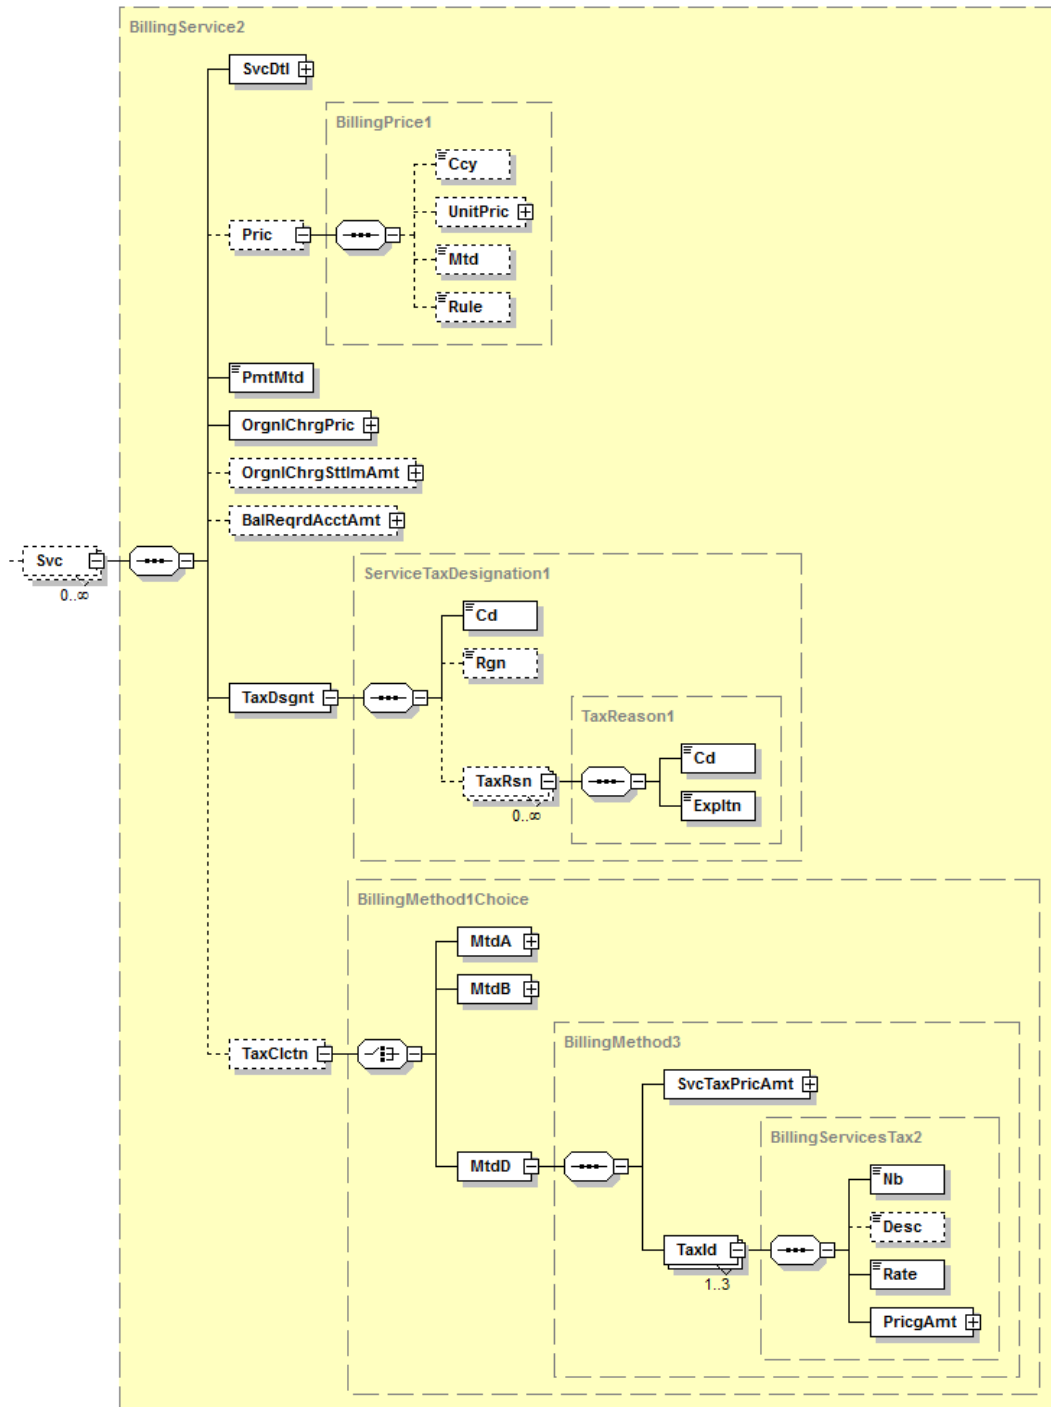 BillingService2
SvcDtl
BillingPrice1
Ccy
UnitPric
Pric
Mtd
Rule
PmtMtd
OrgnlChrgPric
OrgnlChrgSttlmAmt
BalReqrdAcctAmt
Svc
0..∞
ServiceTaxDesignation1
Cd
Rgn
TaxDsgnt
TaxReason1
Cd
TaxRsn
0..∞
Expltn
BillingMethod1Choice
MtdA
MtdB
BillingMethod3
TaxClctn
SvcTaxPricAmt
BillingServicesTax2
MtdD
Nb
Desc
TaxId
1..3
Rate
PricgAmt